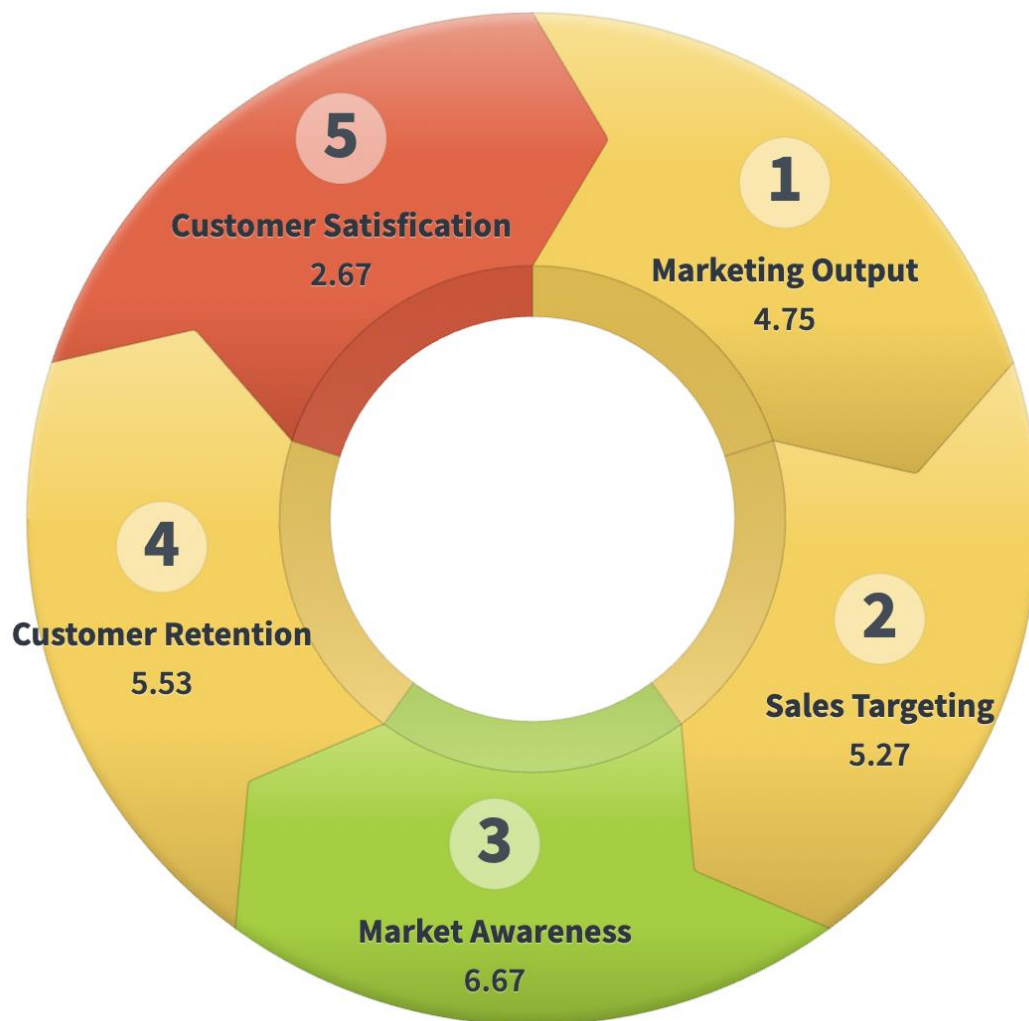 1
Marketing Output
4.75
2
Sales Targeting
5.27
3
Market Awareness
6.67
4
Customer Retention
5.53
5
Customer Satisfication
2.67